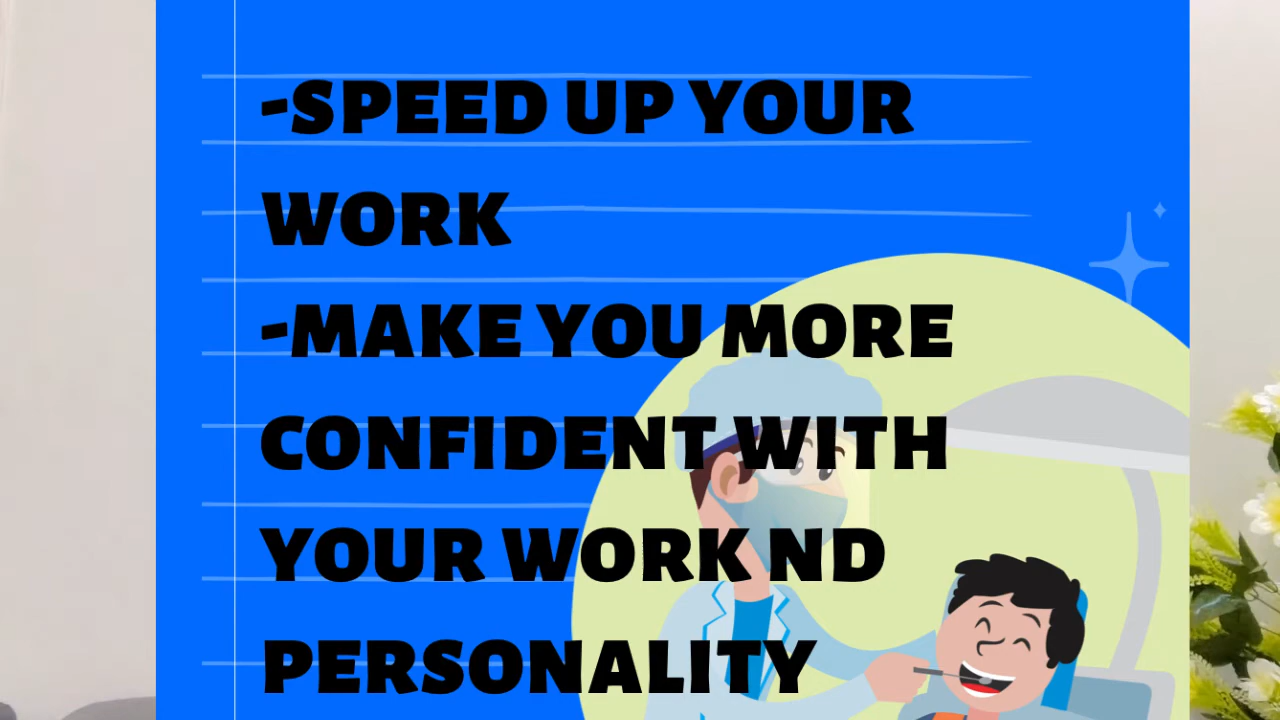 -SPEED UP YOUR
WORK
-MAKE YOU MORE
CONFIDENT WITH
YOUR WORK ND
PERSONALITY